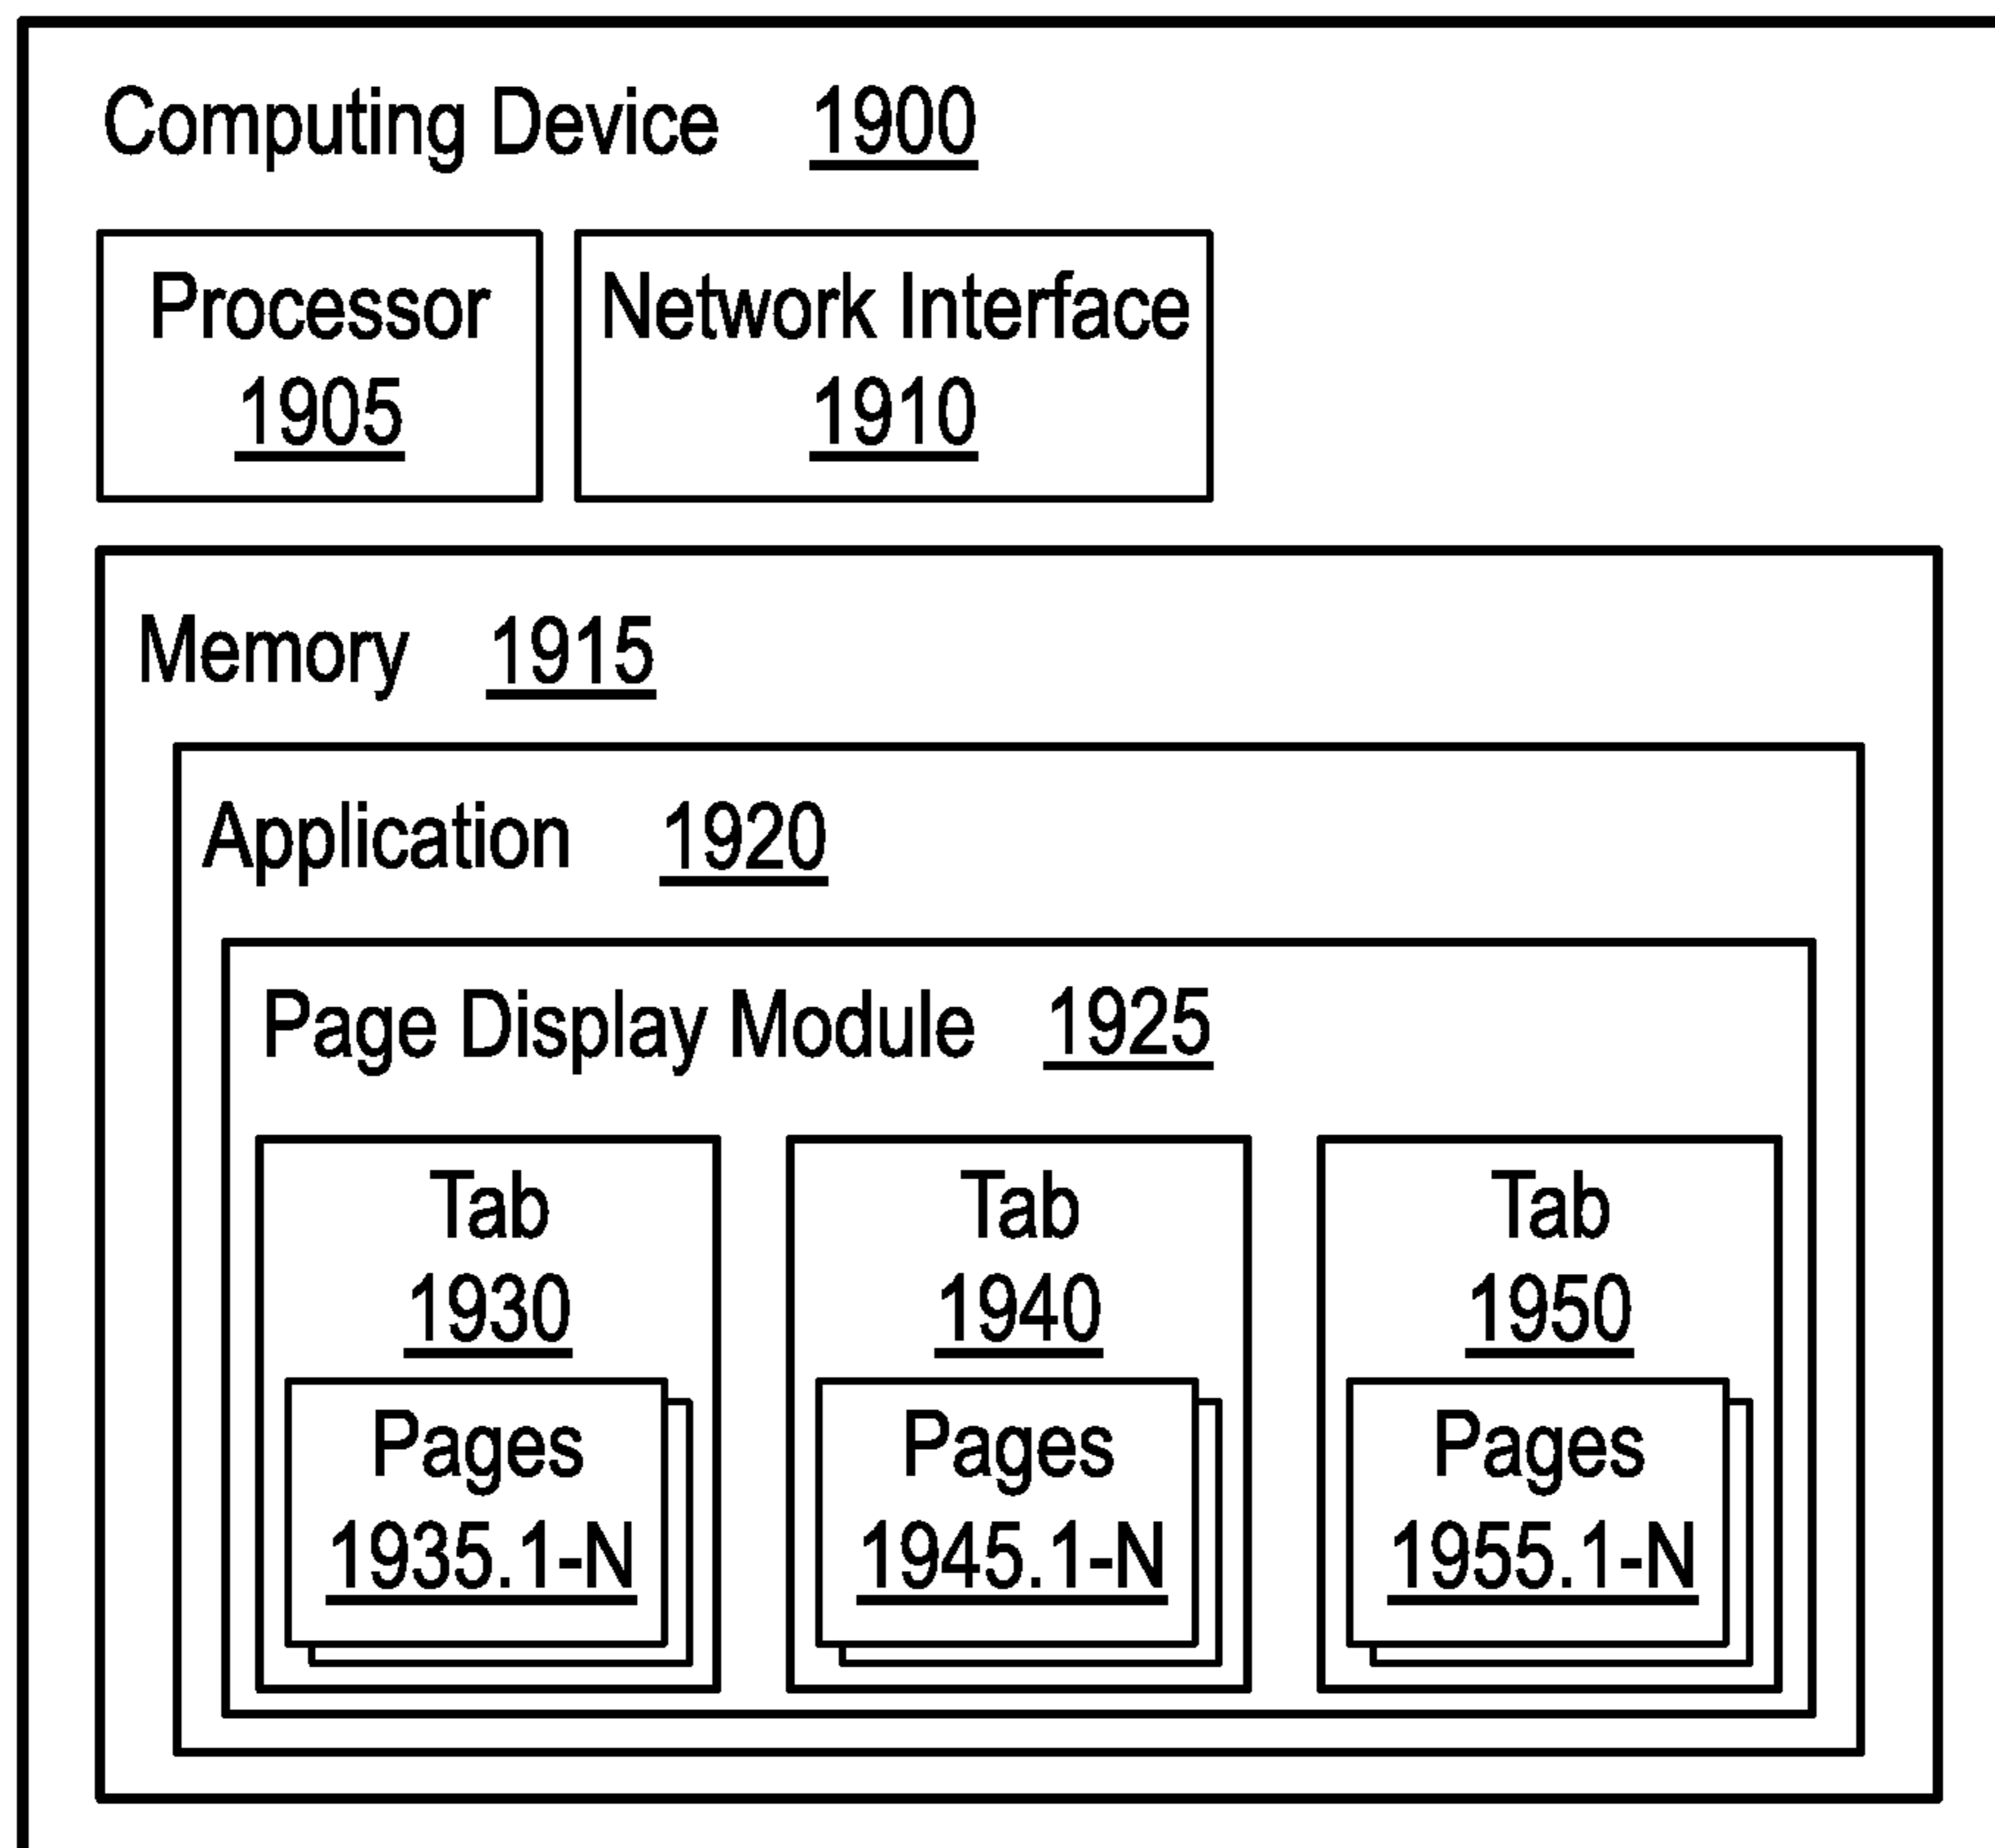 Computing Device 1900
Processor
1905
Network Interface
1910
Memory 1915
Application 1920
Page Display Module 1925
Tab
1930
Pages
1935.1-N
Tab
1940
Pages
1945.1-N
Tab
1950
Pages
1955.1-N